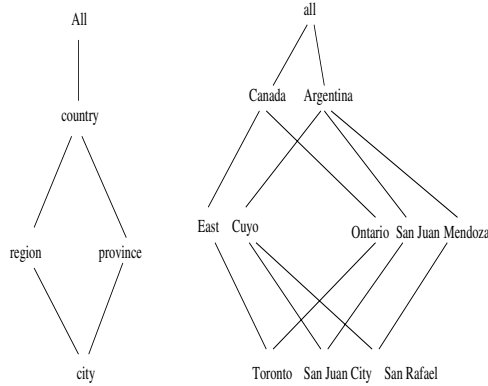 All
country
region province
city
all
Canada Argentina
East Cuyo Ontario San Juan Mendoza
Toronto San Juan City San Rafael